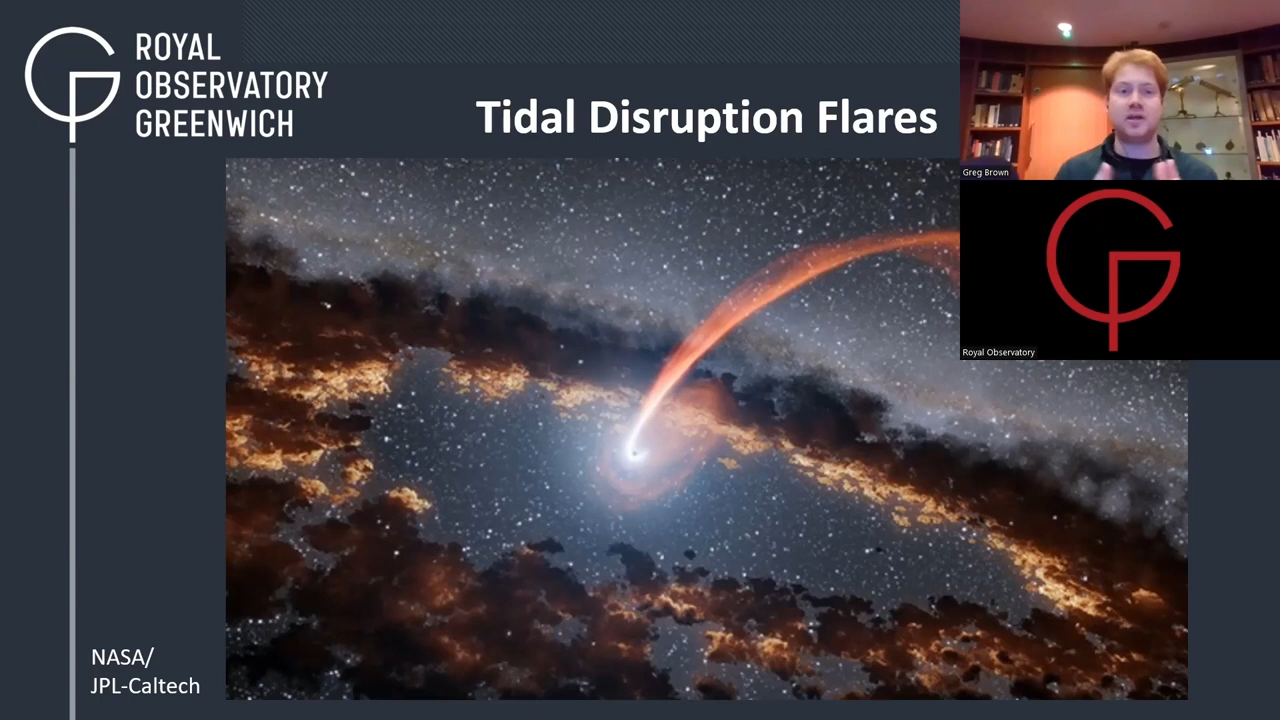 ROYAL
OBSERVATORY
GREENWICH
Tidal Disruption Flares
Greg Brown
Royal Observatory
NASA/
JPL-Caltech